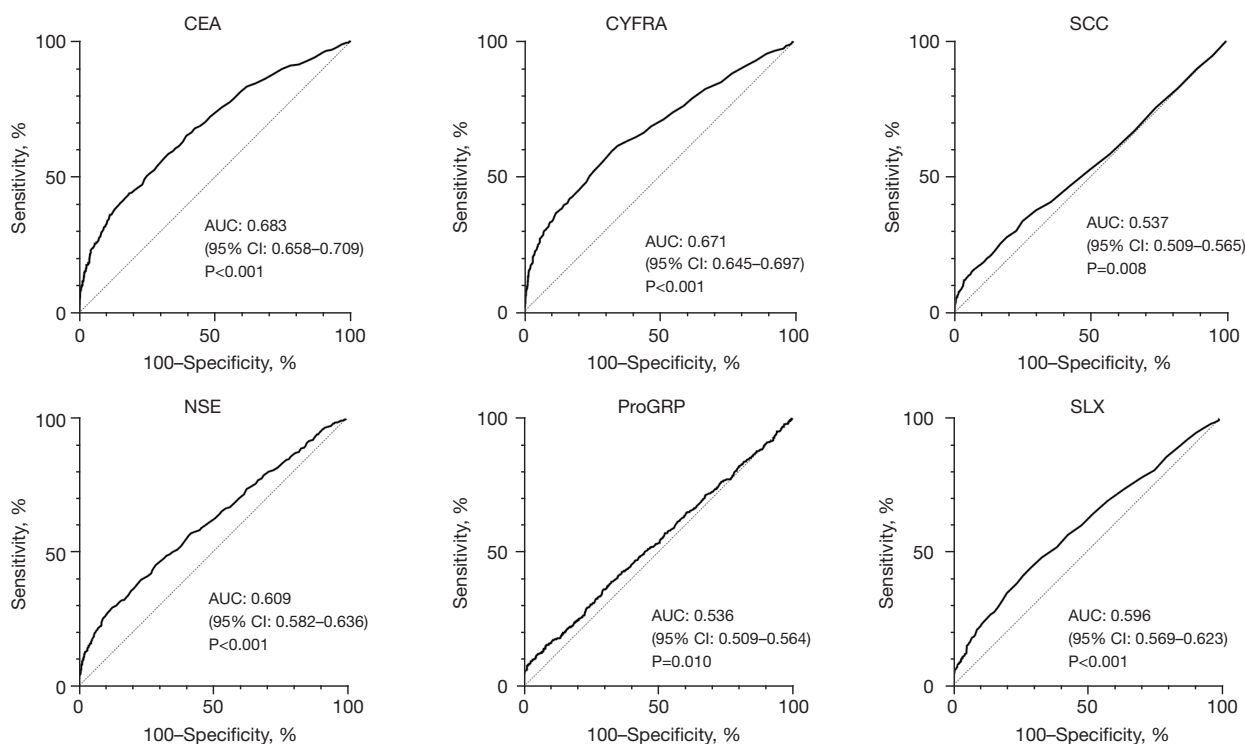 CEA
100
50
0
Sensitivity, %
AUC: 0.683
(95% CI: 0.658–0.709)
P<0.001
0 50 100
100–Specificity, %
CYFRA
100
50
0
Sensitivity, %
AUC: 0.671
(95% CI: 0.645–0.697)
P<0.001
0 50 100
100–Specificity, %
SCC
100
50
0
Sensitivity, %
AUC: 0.537
(95% CI: 0.509–0.565)
P=0.008
0 50 100
100–Specificity, %
NSE
100
50
0
Sensitivity, %
AUC: 0.609
(95% CI: 0.582–0.636)
P<0.001
0 50 100
100–Specificity, %
ProGRP
100
50
0
Sensitivity, %
AUC: 0.536
(95% CI: 0.509–0.564)
P=0.010
0 50 100
100–Specificity, %
SLX
100
50
0
Sensitivity, %
AUC: 0.596
(95% CI: 0.569–0.623)
P<0.001
0 50 100
100–Specificity, %